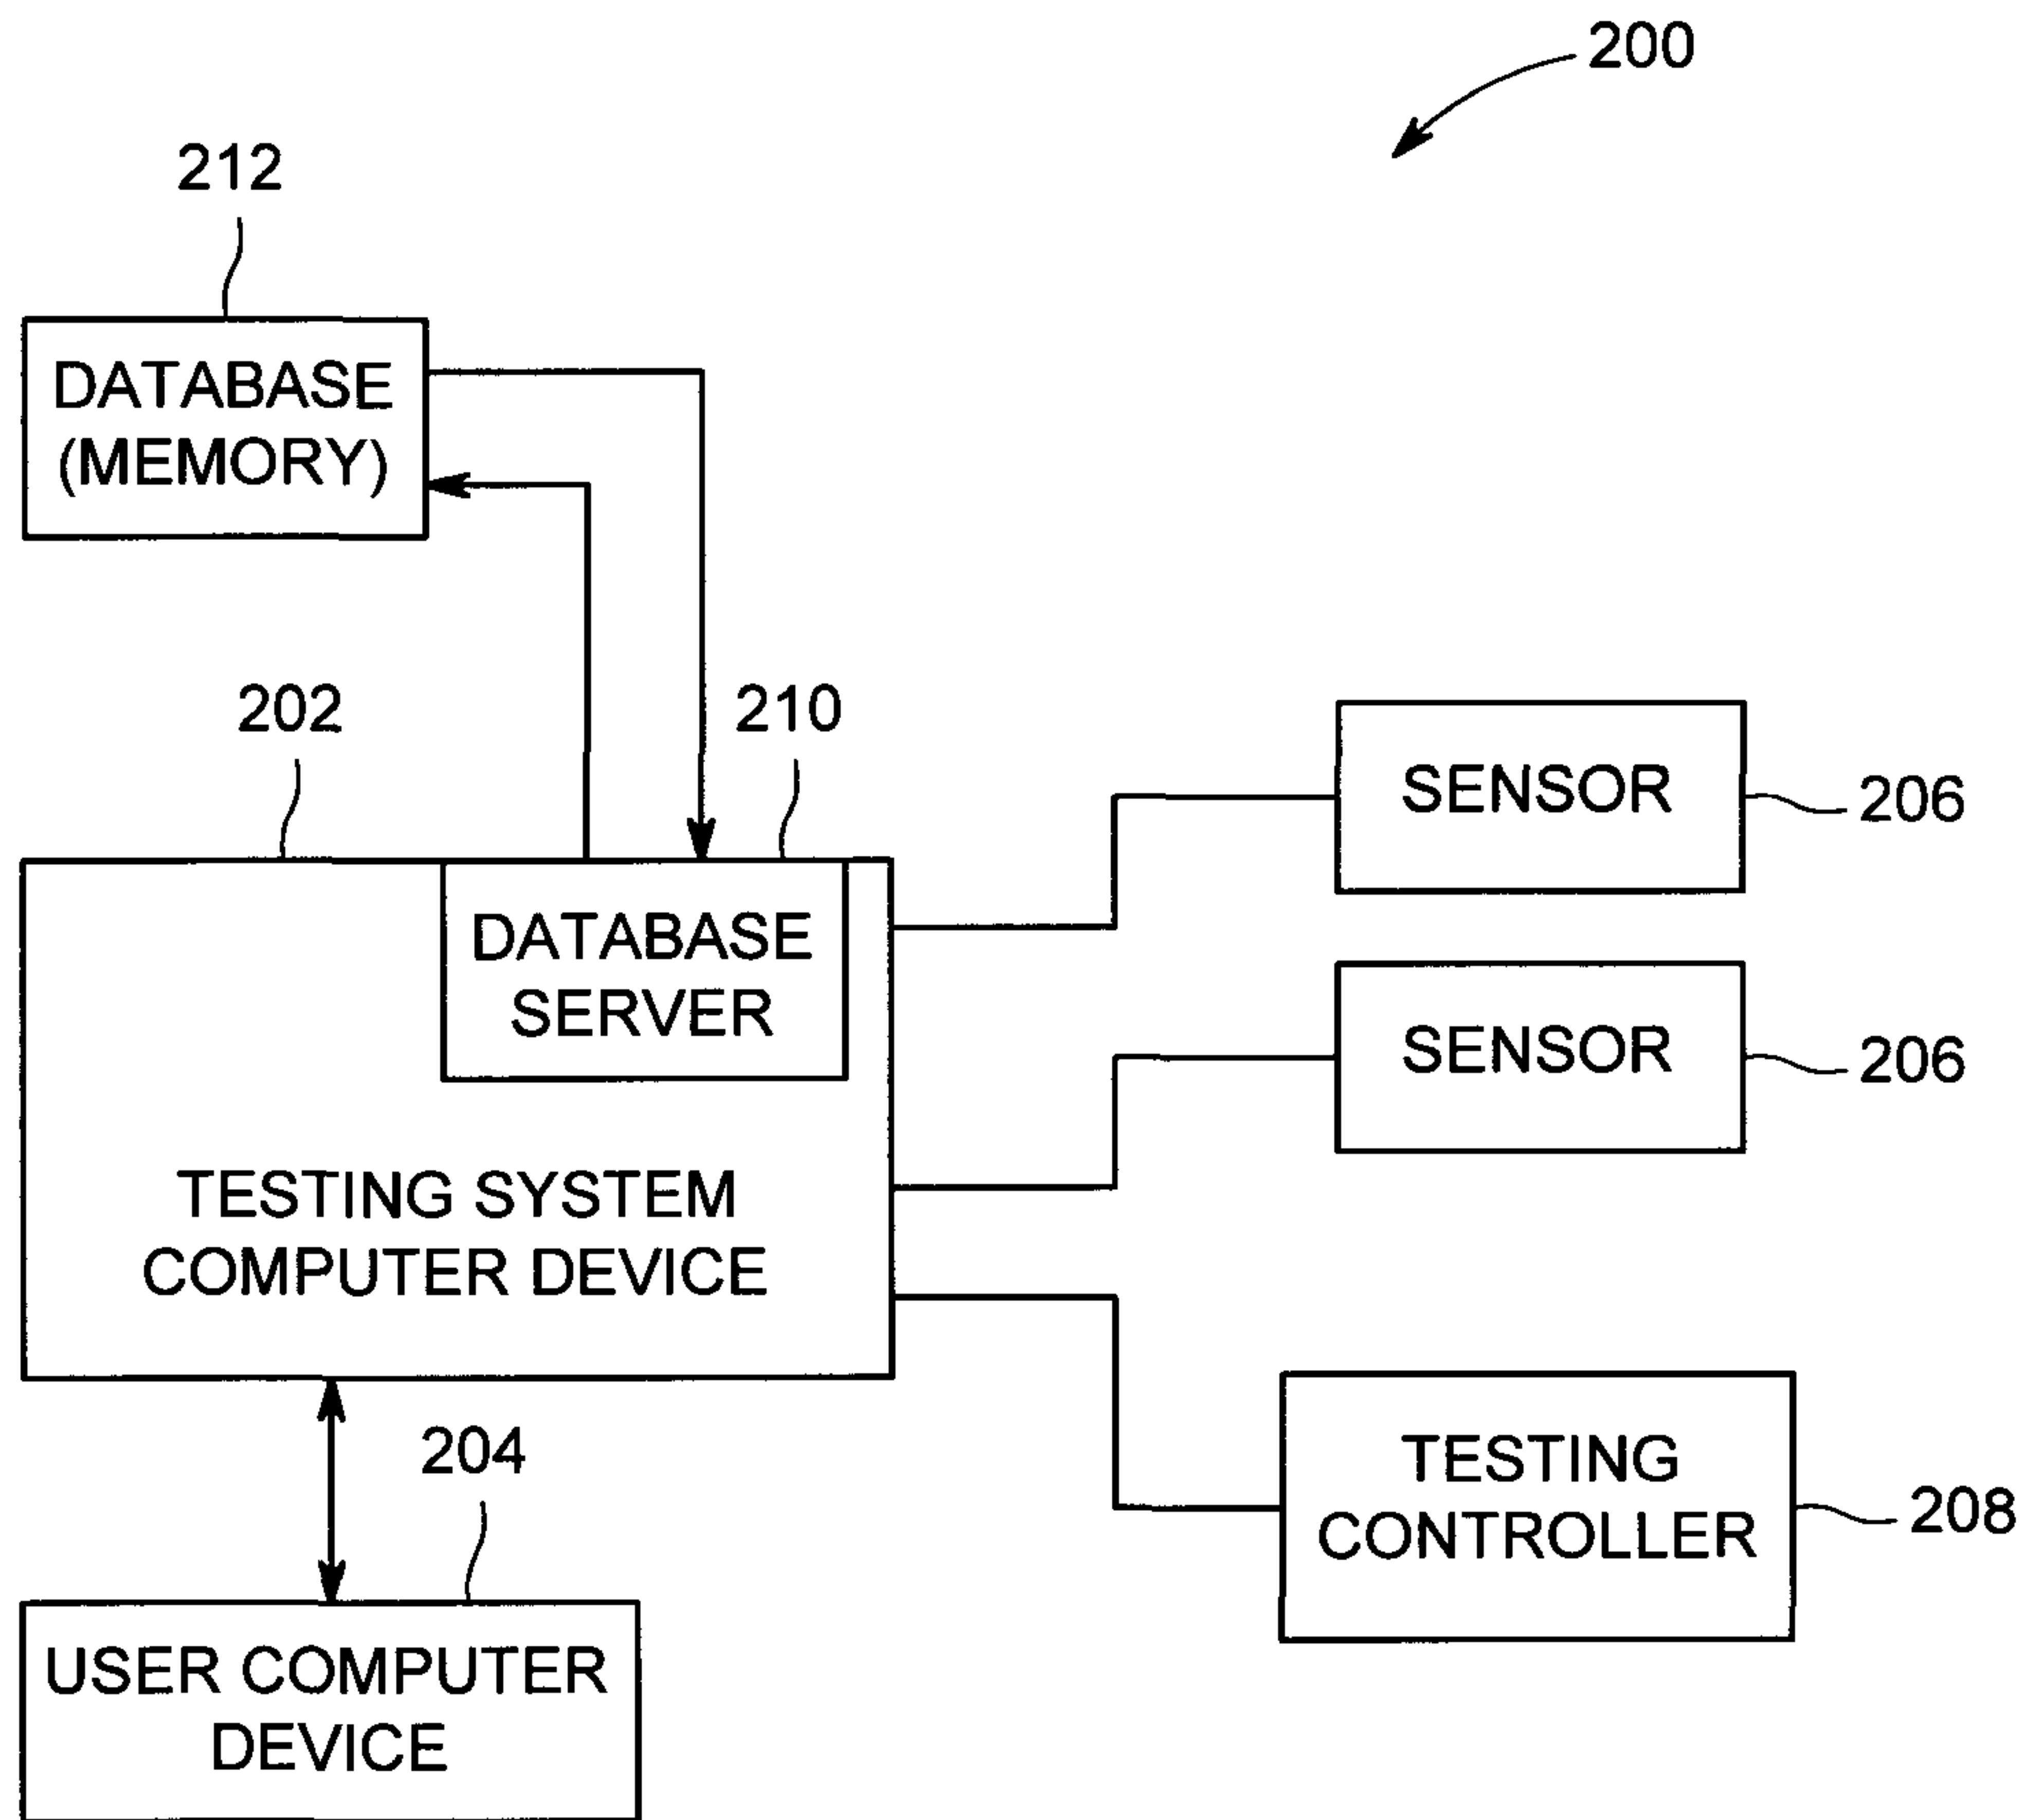 200
212
DATABASE
(MEMORY)
202
210
SENSOR
206
DATABASE
SERVER
SENSOR
206
TESTING SYSTEM
COMPUTER DEVICE
204
TESTING
CONTROLLER
208
USER COMPUTER
DEVICE